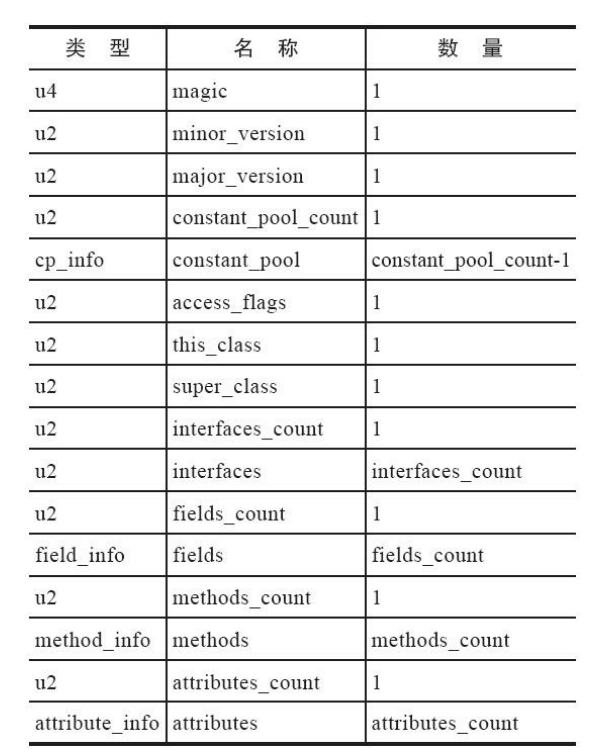 类 型 名 称 数 量
u4 magic 1
u2 minor_version 1
u2 major_version 1
u2 constant_pool_count 1
cp_info constant_pool constant_pool_count-1
u2 access_flags 1
u2 this_class 1
u2 super_class 1
u2 interfaces_count 1
u2 interfaces interfaces_count
u2 fields_count 1
field_info fields fields_count
u2 methods_count 1
method_info methods methods_count
u2 attributes_count 1
attribute_info attributes attributes_count